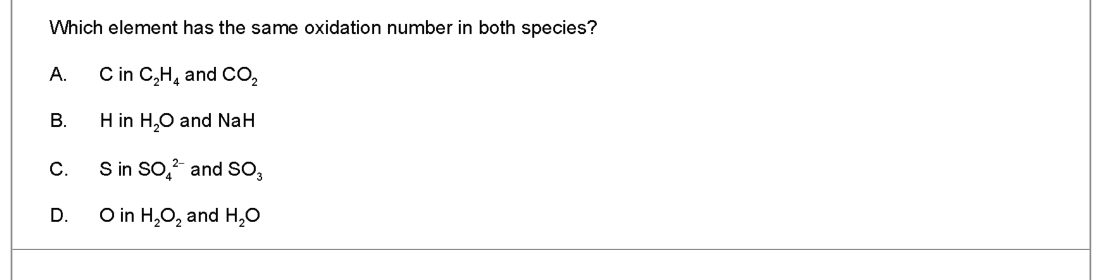 Which element has the same oxidation number in both species?
A. C in C₂H₄ and CO₂
B. H in H₂O and NaH
C. S in SO₄²⁻ and SO₃
D. O in H₂O₂ and H₂O